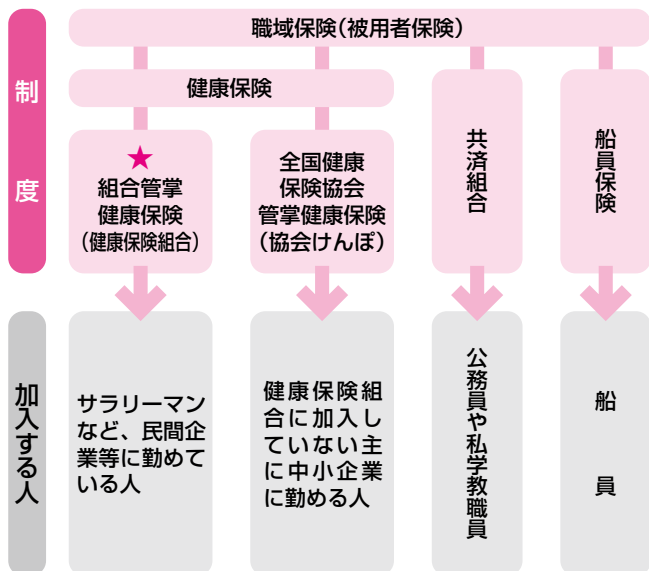 制度
職域保険(被用者保険)
健康保険
★
組合管掌
健康保険
(健康保険組合)
全国健康
保険協会
管掌健康保険
(協会けんぽ)
共済組合
船員保険
加入する人
サラリーマン
など、民間企
業等に勤めて
いる人
健康保険組
合に加入し
ていない主
に中小企業
に勤める人
公務員や私学教職員
船員